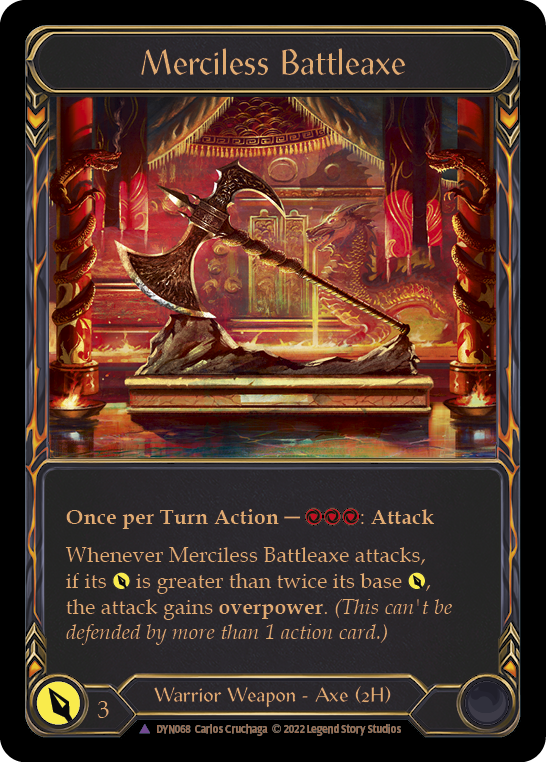 Merciless Battleaxe
Once per Turn Action — : Attack
Whenever Merciless Battleaxe attacks,
if its is greater than twice its base ,
the attack gains overpower. (This can't be
defended by more than 1 action card.)
3
Warrior Weapon - Axe (2H)
DYN068 Carlos Cruchaga © 2022 Legend Story Studios